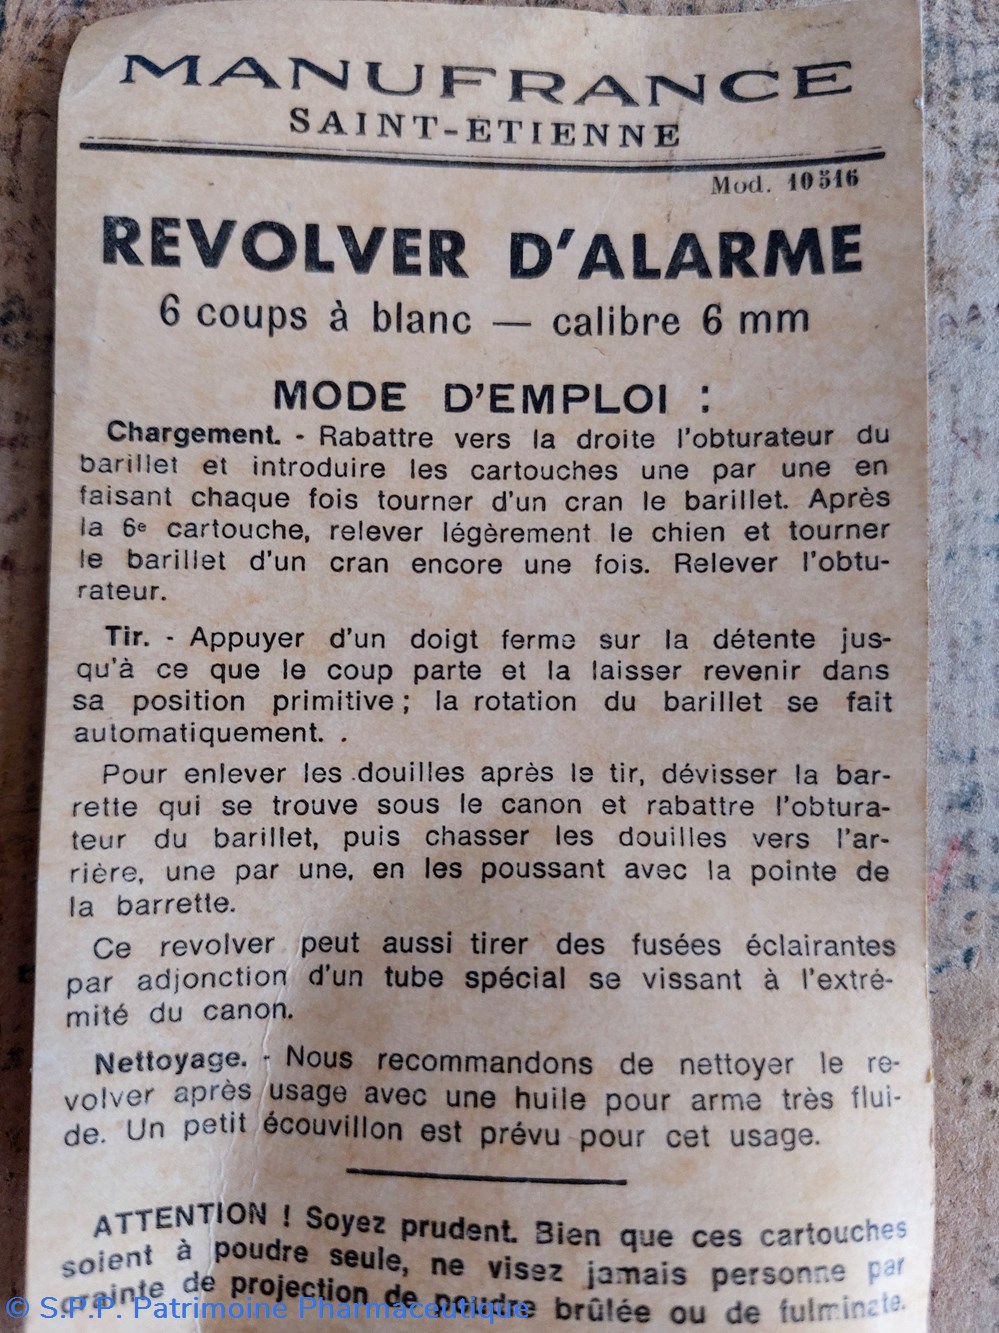 MANUFRANCE
SAINT-ETIENNE
Mod. 10516
REVOLVER D'ALARME
6 coups à blanc — calibre 6 mm
MODE D'EMPLOI :
Chargement. - Rabattre vers la droite l'obturateur du
barillet et introduire les cartouches une par une en
faisant chaque fois tourner d'un cran le barillet. Après
la 6e cartouche, relever légèrement le chien et tourner
le barillet d'un cran encore une fois. Relever l'obtu-
rateur.
Tir. - Appuyer d'un doigt ferme sur la détente jus-
qu'à ce que le coup parte et la laisser revenir dans
sa position primitive ; la rotation du barillet se fait
automatiquement. .
Pour enlever les douilles après le tir, dévisser la bar-
rette qui se trouve sous le canon et rabattre l'obtura-
teur du barillet, puis chasser les douilles vers l'ar-
rière, une par une, en les poussant avec la pointe de
la barrette.
Ce revolver peut aussi tirer des fusées éclairantes
par adjonction d'un tube spécial se vissant à l'extré-
mité du canon.
Nettoyage. - Nous recommandons de nettoyer le re-
volver après usage avec une huile pour arme très flui-
de. Un petit écouvillon est prévu pour cet usage.
ATTENTION ! Soyez prudent. Bien que ces cartouches
soient à poudre seule, ne visez jamais personne par
crainte de projection de poudre brûlée ou de fulminate.
© S.P.P. Patrimoine Pharmaceutique